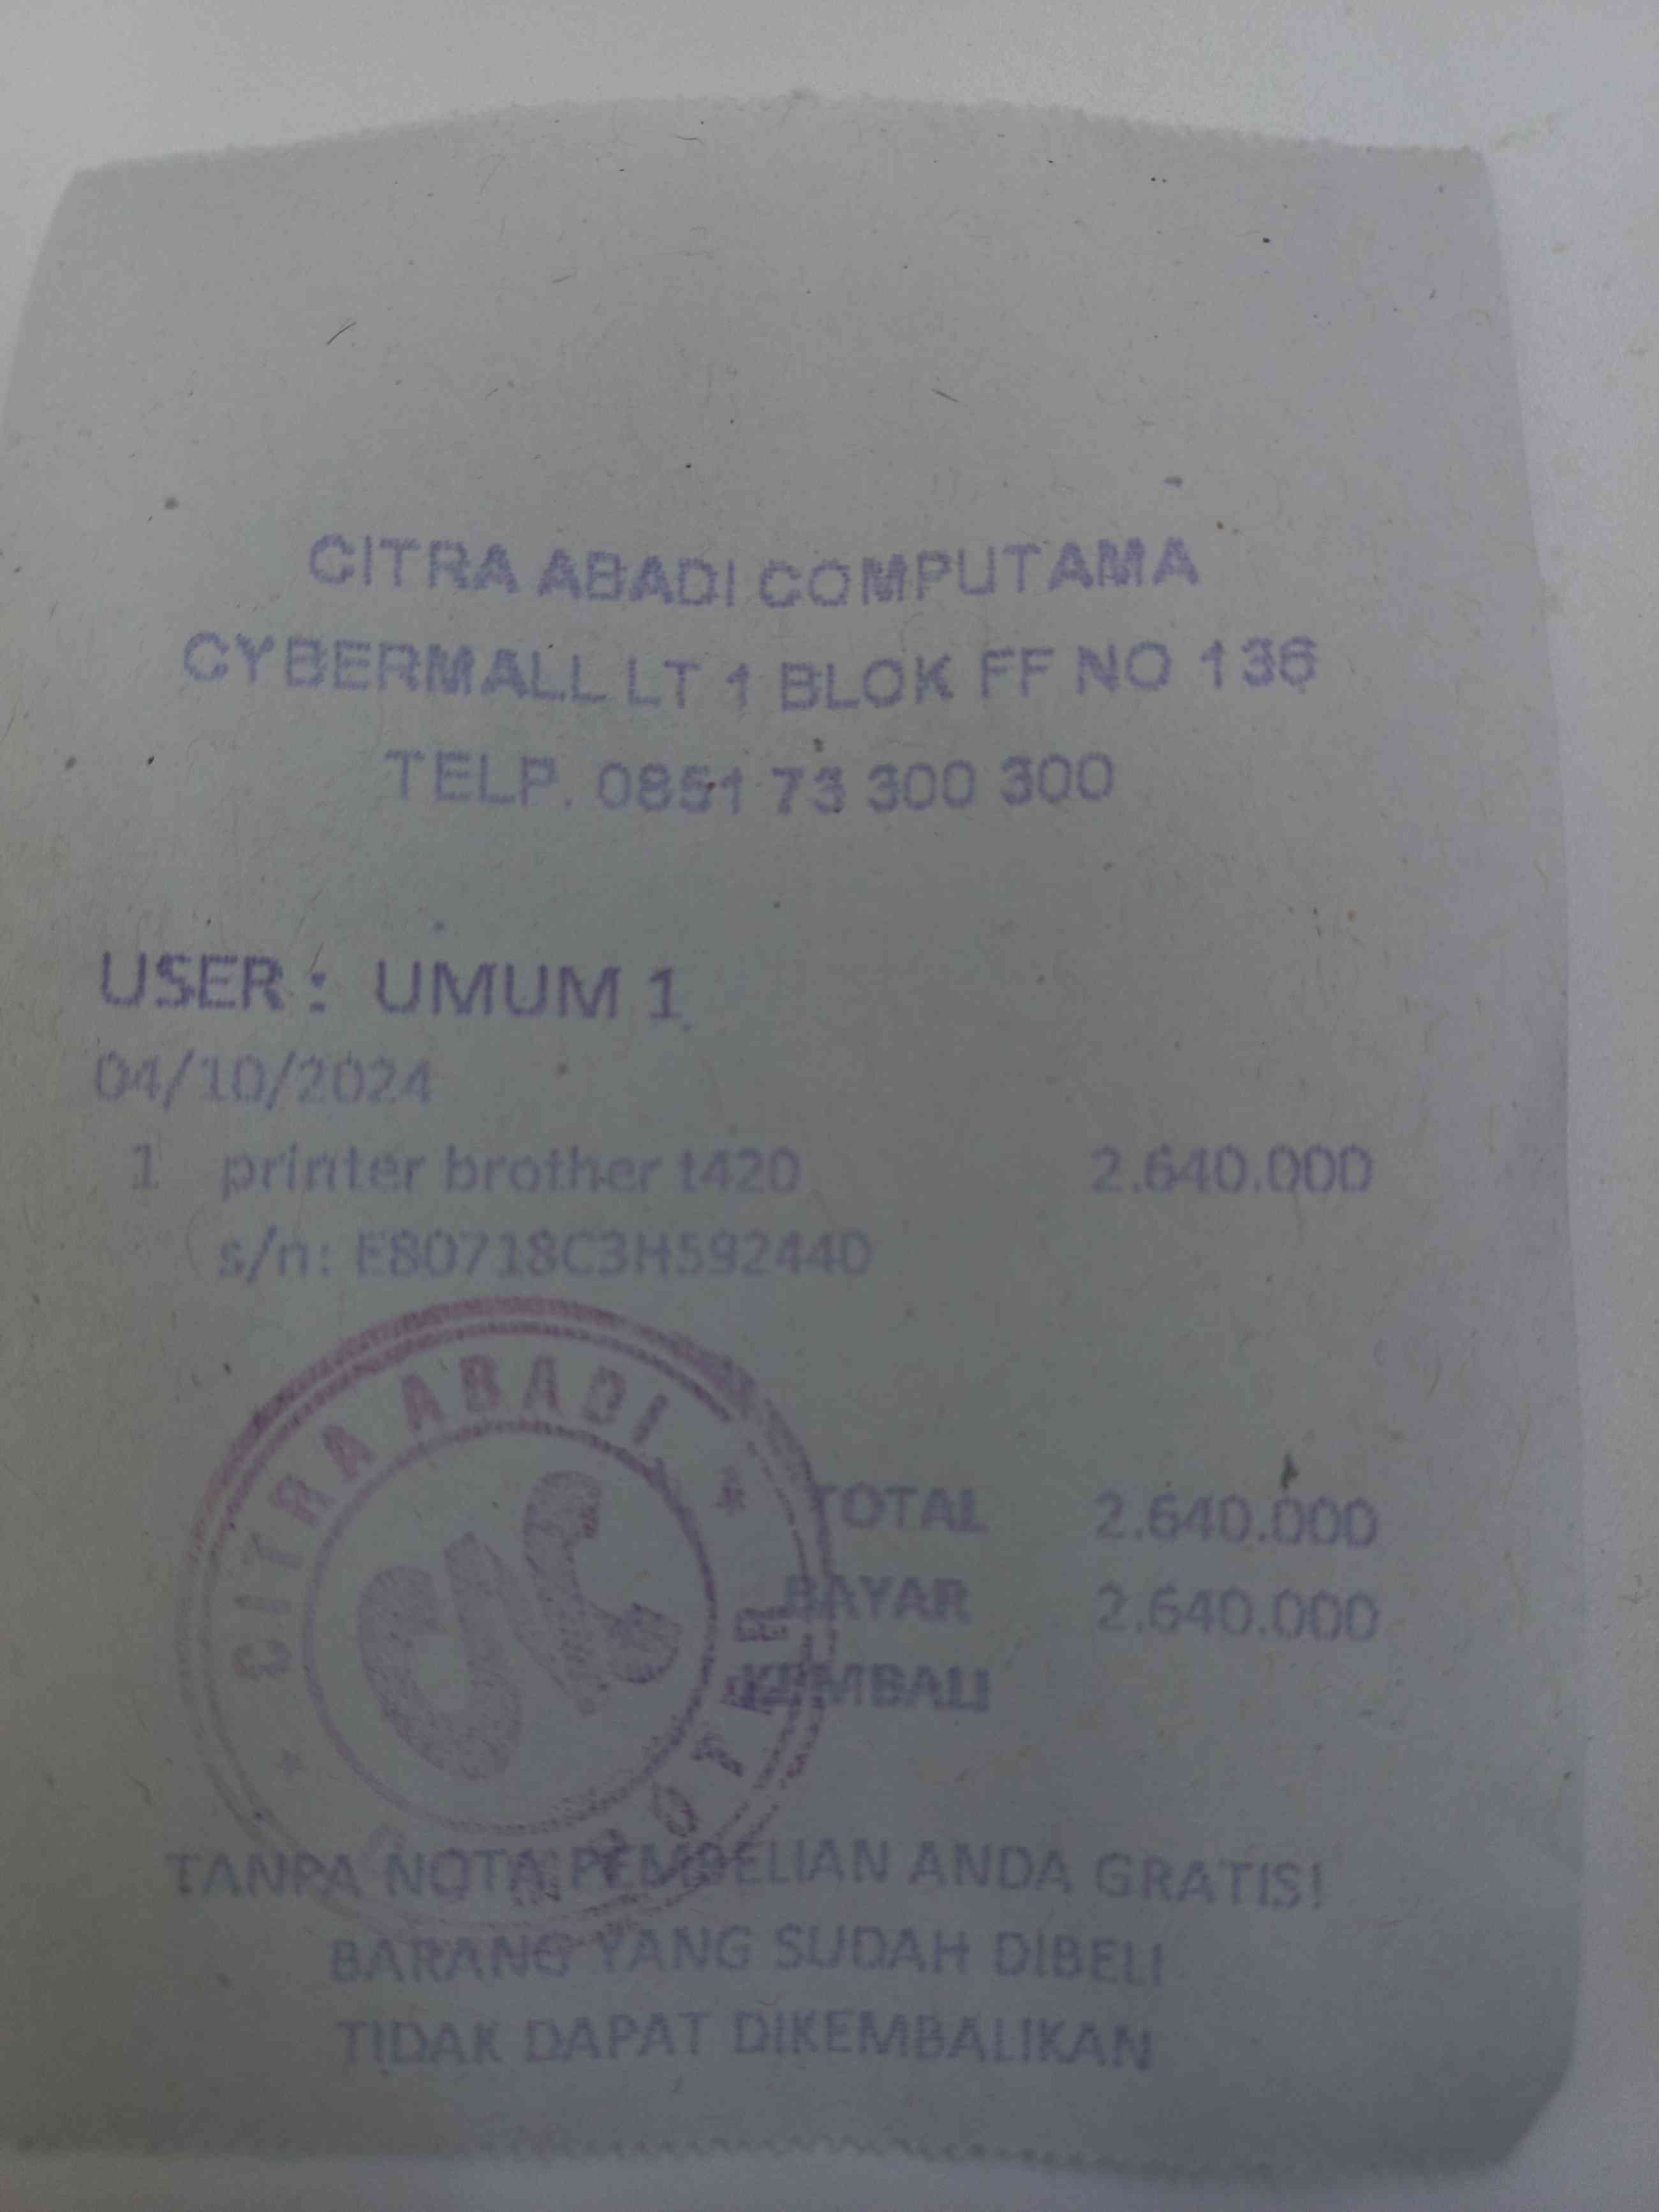 CITRA ABADI COMPUTAMA
CYBERMALL LT 1 BLOK FF NO 136
TELP. 0851 73 300 300
USER : UMUM 1
04/10/2024
1 printer brother t420 2.640.000
s/n: E80718C3H592440
CITRA ABADI
TOTAL 2.640.000
BAYAR 2.640.000
KEMBALI
TANPA NOTA PEMBELIAN ANDA GRATIS!
BARANG YANG SUDAH DIBELI
TIDAK DAPAT DIKEMBALIKAN